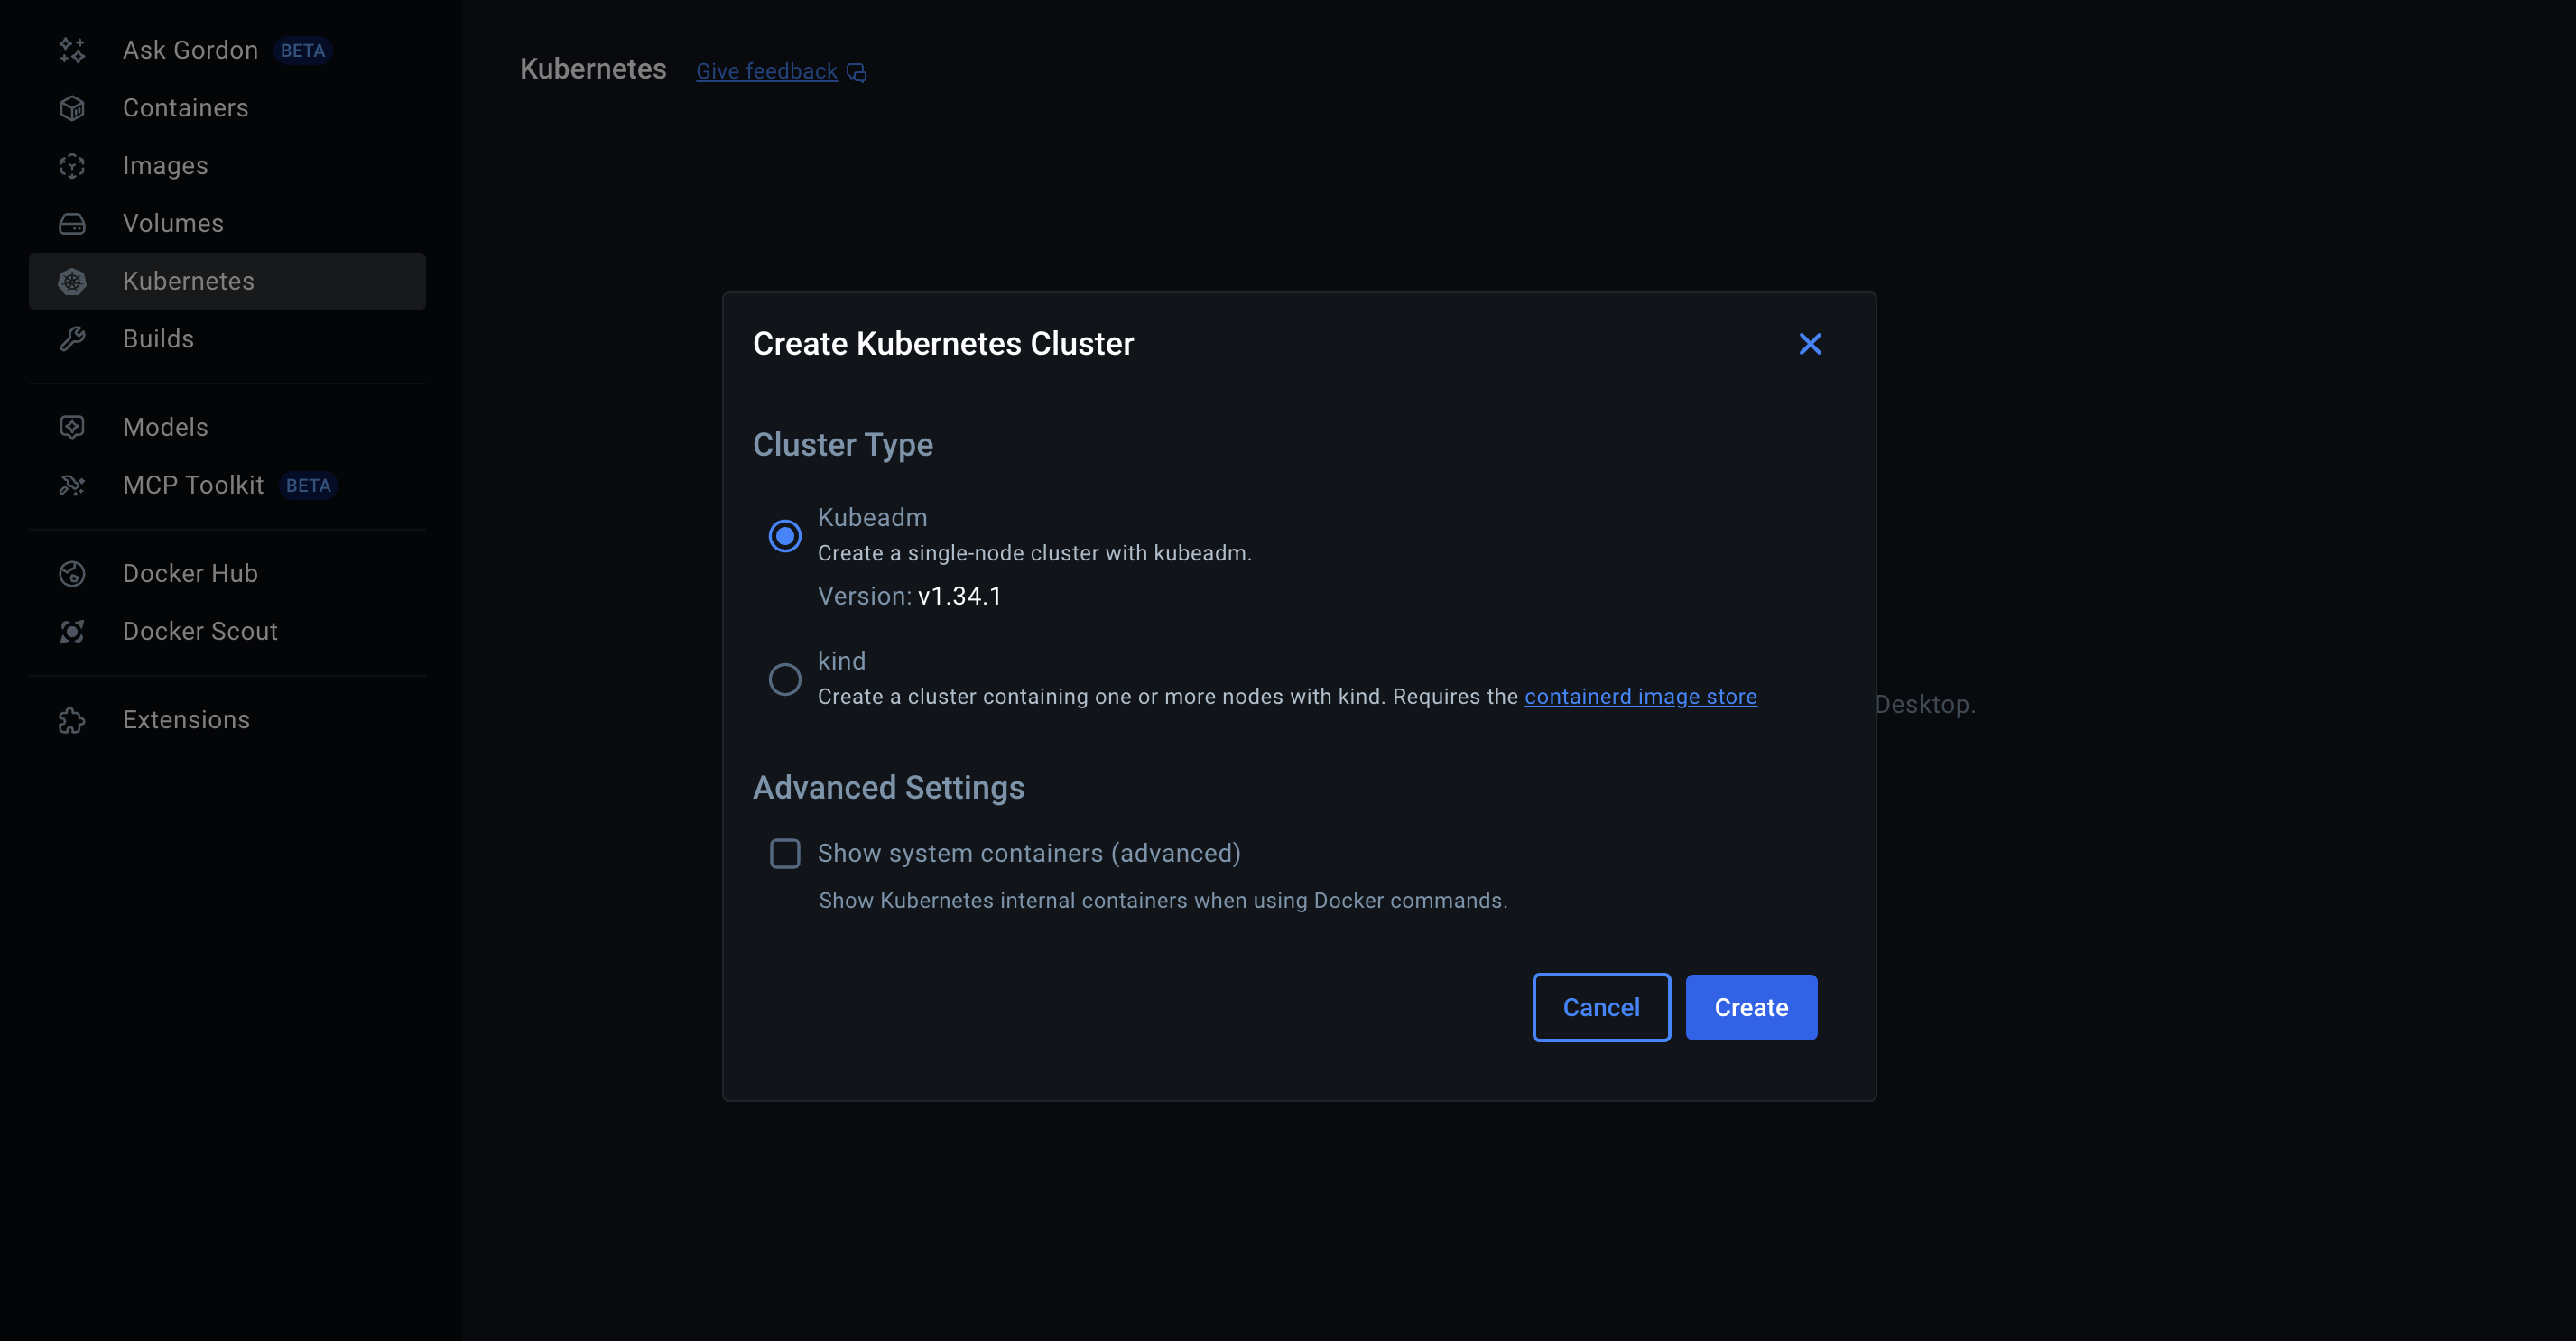 Ask Gordon BETA
Containers
Images
Volumes
Kubernetes
Builds
Models
MCP Toolkit BETA
Docker Hub
Docker Scout
Extensions
Kubernetes Give feedback
Create Kubernetes Cluster
Cluster Type
Kubeadm
Create a single-node cluster with kubeadm.
Version: v1.34.1
kind
Create a cluster containing one or more nodes with kind. Requires the containerd image store
Desktop.
Advanced Settings
Show system containers (advanced)
Show Kubernetes internal containers when using Docker commands.
Cancel Create